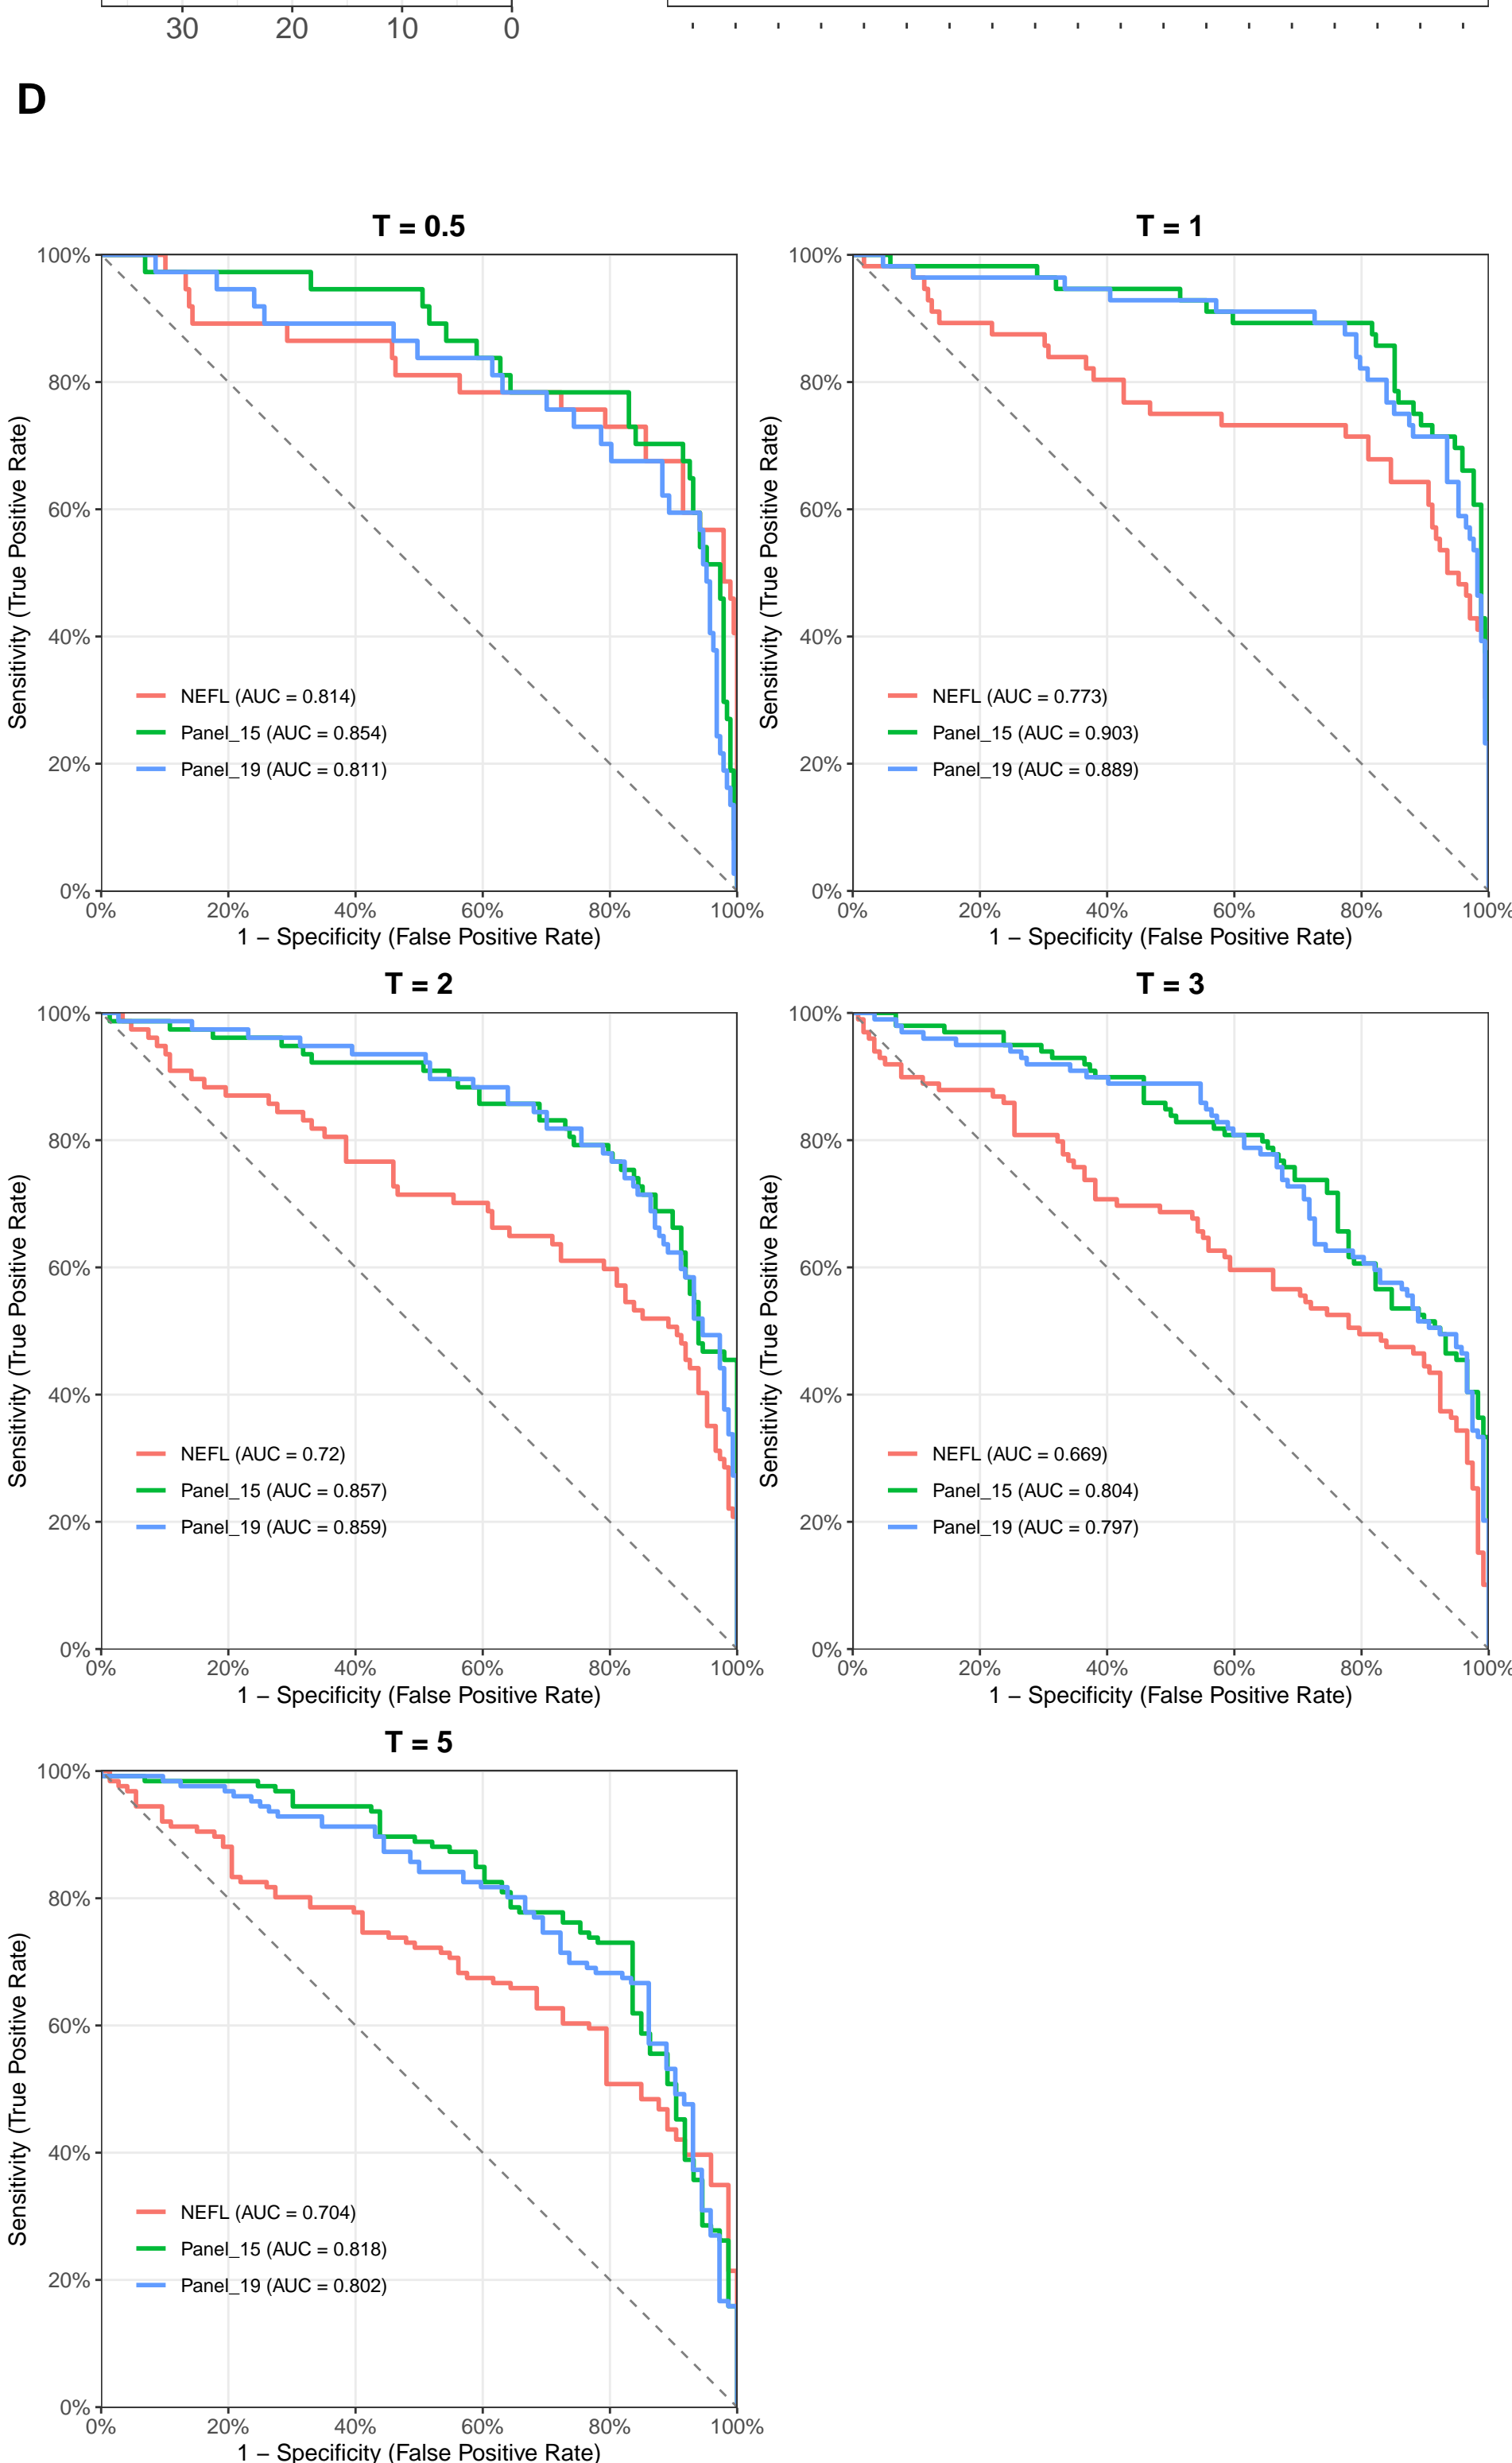 30 20 10 0
D
T = 0.5
100%
80%
60%
40%
20%
0%
Sensitivity (True Positive Rate)
NEFL (AUC = 0.814)
Panel_15 (AUC = 0.854)
Panel_19 (AUC = 0.811)
0% 20% 40% 60% 80% 100%
1 − Specificity (False Positive Rate)
T = 1
100%
80%
60%
40%
20%
0%
Sensitivity (True Positive Rate)
NEFL (AUC = 0.773)
Panel_15 (AUC = 0.903)
Panel_19 (AUC = 0.889)
0% 20% 40% 60% 80% 100%
1 − Specificity (False Positive Rate)
T = 2
100%
80%
60%
40%
20%
0%
Sensitivity (True Positive Rate)
NEFL (AUC = 0.72)
Panel_15 (AUC = 0.857)
Panel_19 (AUC = 0.859)
0% 20% 40% 60% 80% 100%
1 − Specificity (False Positive Rate)
T = 3
100%
80%
60%
40%
20%
0%
Sensitivity (True Positive Rate)
NEFL (AUC = 0.669)
Panel_15 (AUC = 0.804)
Panel_19 (AUC = 0.797)
0% 20% 40% 60% 80% 100%
1 − Specificity (False Positive Rate)
T = 5
100%
80%
60%
40%
20%
0%
Sensitivity (True Positive Rate)
NEFL (AUC = 0.704)
Panel_15 (AUC = 0.818)
Panel_19 (AUC = 0.802)
0% 20% 40% 60% 80% 100%
1 − Specificity (False Positive Rate)